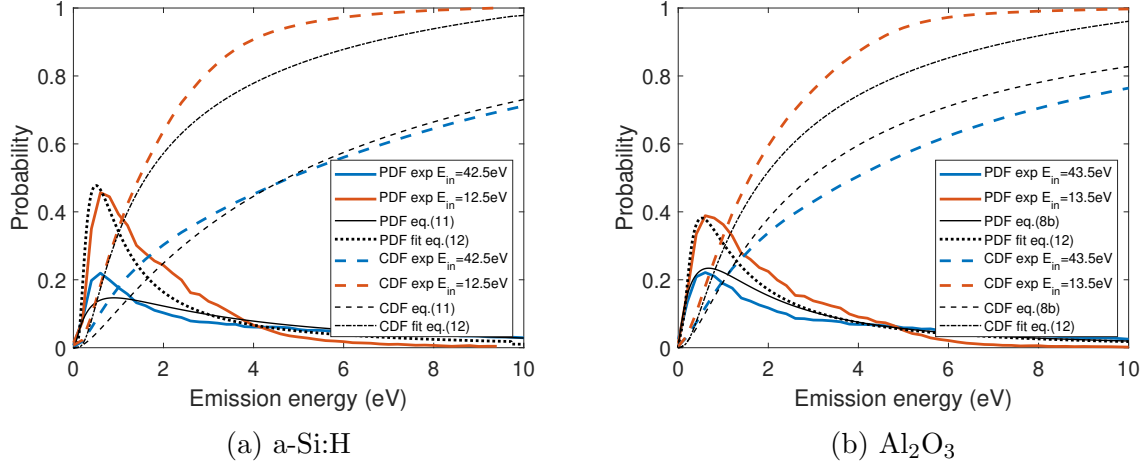 Probability
1
0.8
0.6
0.4
0.2
0
0 2 4 6 8 10
Emission energy (eV)
PDF exp E_in=42.5eV
PDF exp E_in=12.5eV
PDF eq.(11)
PDF fit eq.(12)
CDF exp E_in=42.5eV
CDF exp E_in=12.5eV
CDF eq.(11)
CDF fit eq.(12)
(a) a-Si:H
Probability
1
0.8
0.6
0.4
0.2
0
0 2 4 6 8 10
Emission energy (eV)
PDF exp E_in=43.5eV
PDF exp E_in=13.5eV
PDF eq.(8b)
PDF fit eq.(12)
CDF exp E_in=43.5eV
CDF exp E_in=13.5eV
CDF eq.(8b)
CDF fit eq.(12)
(b) Al₂O₃